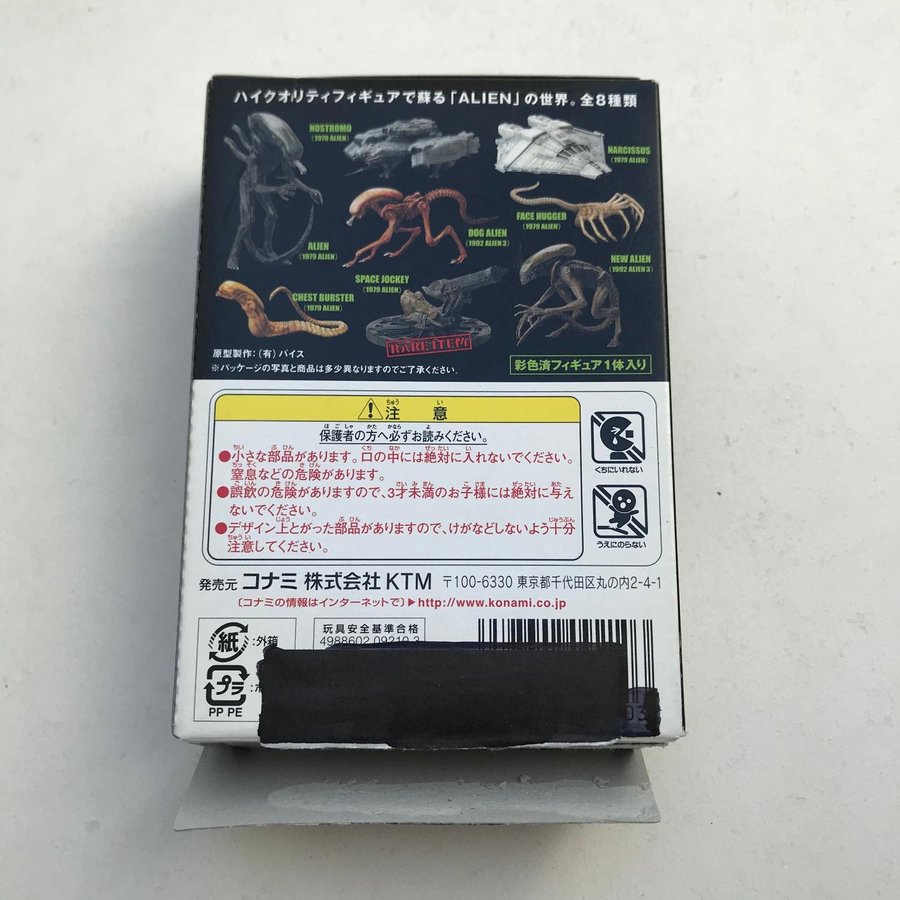 ハイクオリティフィギュアで蘇る「ALIEN」の世界。全8種類
NOSTROMO
(1979 ALIEN)
NARCISSUS
(1979 ALIEN)
ALIEN
(1979 ALIEN)
DOG ALIEN
(1992 ALIEN 3)
FACE HUGGER
(1979 ALIEN)
CHEST BURSTER
(1979 ALIEN)
SPACE JOCKEY
(1979 ALIEN)
RARE ITEM
NEW ALIEN
(1992 ALIEN 3)
原型製作：(有) バイス
※パッケージの写真と商品は多少異なりますのでご了承ください。
彩色済フィギュア1体入り
注意
保護者の方へ必ずお読みください。
●小さな部品があります。口の中には絶対に入れないでください。
窒息などの危険があります。
●誤飲の危険がありますので、3才未満のお子様には絶対に与え
ないでください。
●デザイン上とがった部品がありますので、けがなどしないよう十分
注意してください。
くちにいれない
うえにのらない
発売元 コナミ 株式会社 KTM 〒100-6330 東京都千代田区丸の内2-4-1
〔コナミの情報はインターネットで〕▶http://www.konami.co.jp
紙 :外箱
プラ
PP PE
玩具安全基準合格